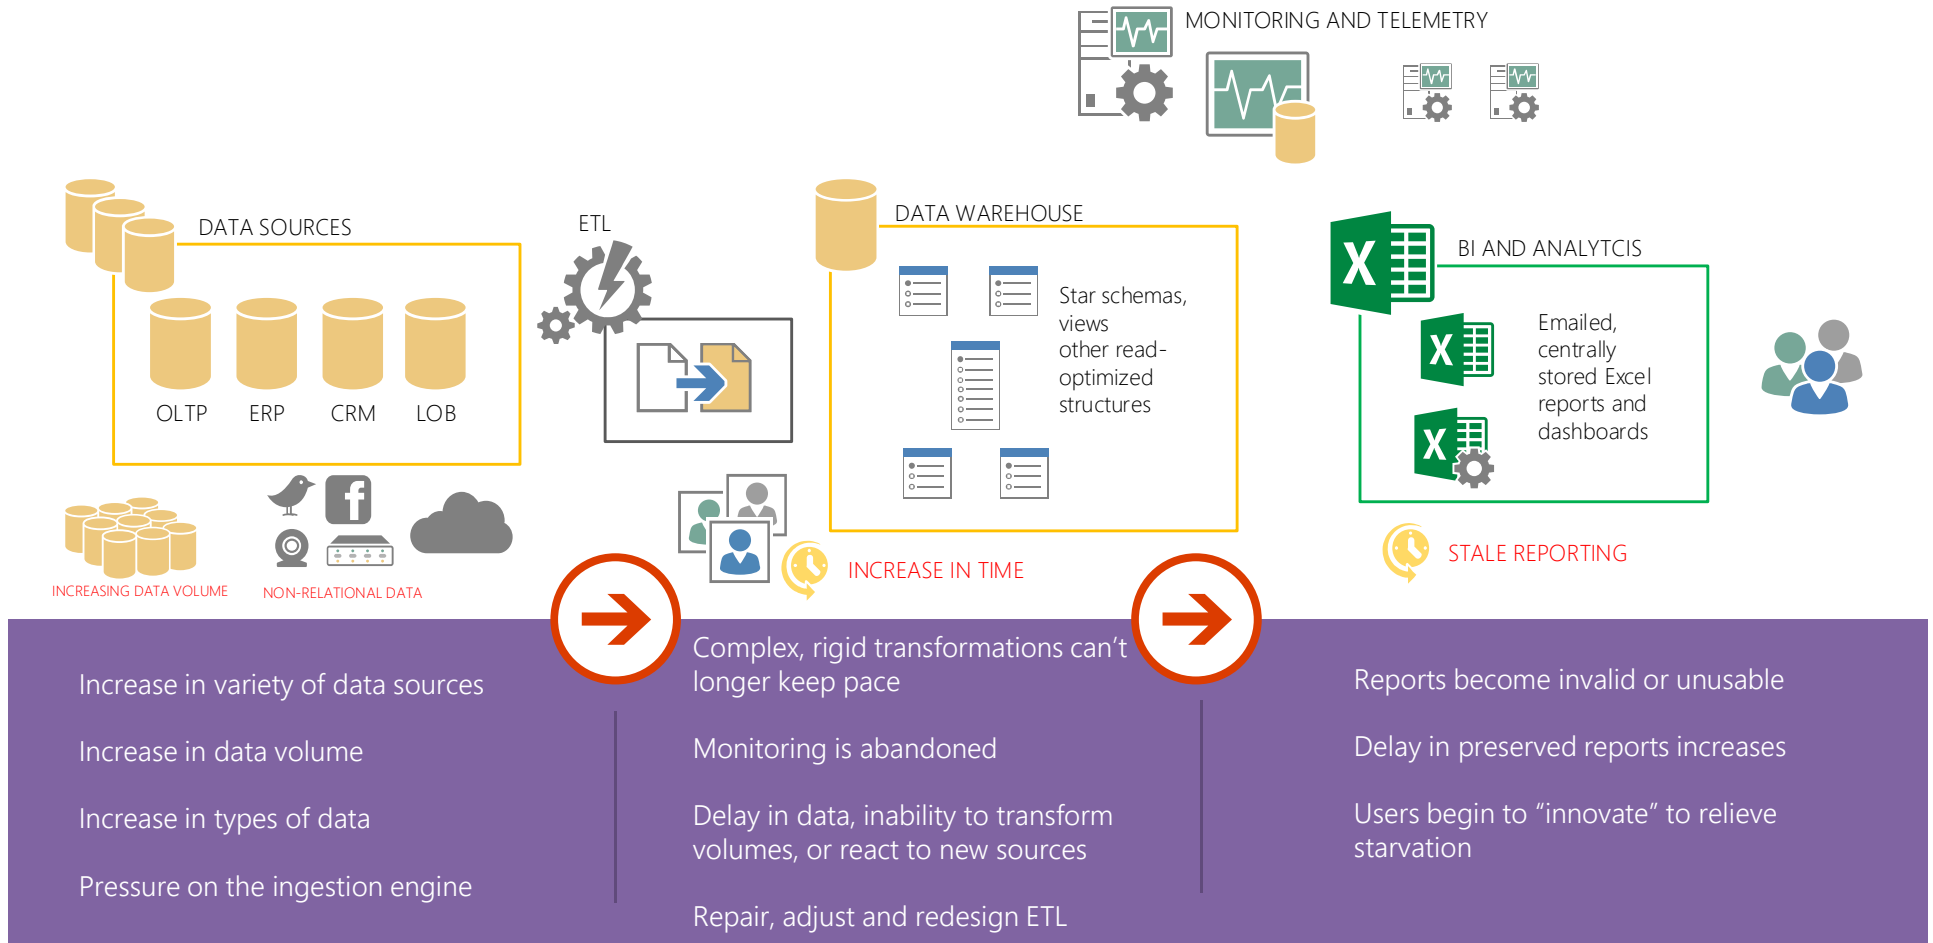 MONITORING AND TELEMETRY
DATA SOURCES
OLTP
ERP
CRM
LOB
INCREASING DATA VOLUME
NON-RELATIONAL DATA
ETL
DATA WAREHOUSE
Star schemas,
views
other read-
optimized
structures
INCREASE IN TIME
BI AND ANALYTCIS
Emailed,
centrally
stored Excel
reports and
dashboards
STALE REPORTING
Increase in variety of data sources
Increase in data volume
Increase in types of data
Pressure on the ingestion engine
Complex, rigid transformations can’t
longer keep pace
Monitoring is abandoned
Delay in data, inability to transform
volumes, or react to new sources
Repair, adjust and redesign ETL
Reports become invalid or unusable
Delay in preserved reports increases
Users begin to “innovate” to relieve
starvation